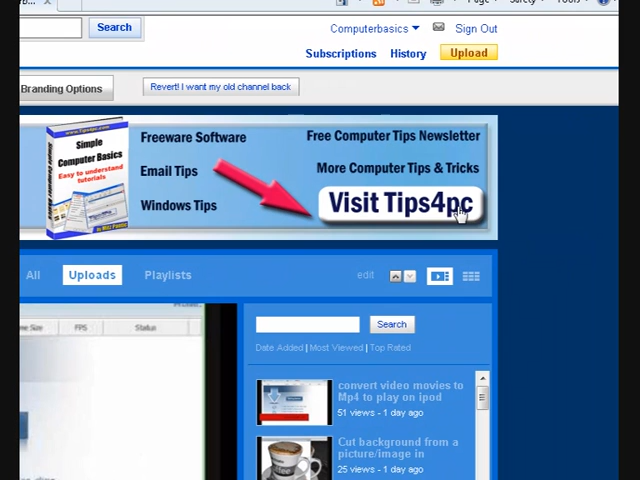 Search
Computerbasics
Sign Out
Subscriptions
History
Upload
Branding Options
Revert! I want my old channel back
Simple
Computer Basics
Easy to understand
tutorials
Freeware Software
Email Tips
Windows Tips
Free Computer Tips Newsletter
More Computer Tips & Tricks
Visit Tips4pc
All
Uploads
Playlists
edit
Search
Date Added | Most Viewed | Top Rated
Size
FPS
Status
convert video movies to
Mp4 to play on ipod
51 views - 1 day ago
Cut background from a
picture/image in
25 views - 1 day ago